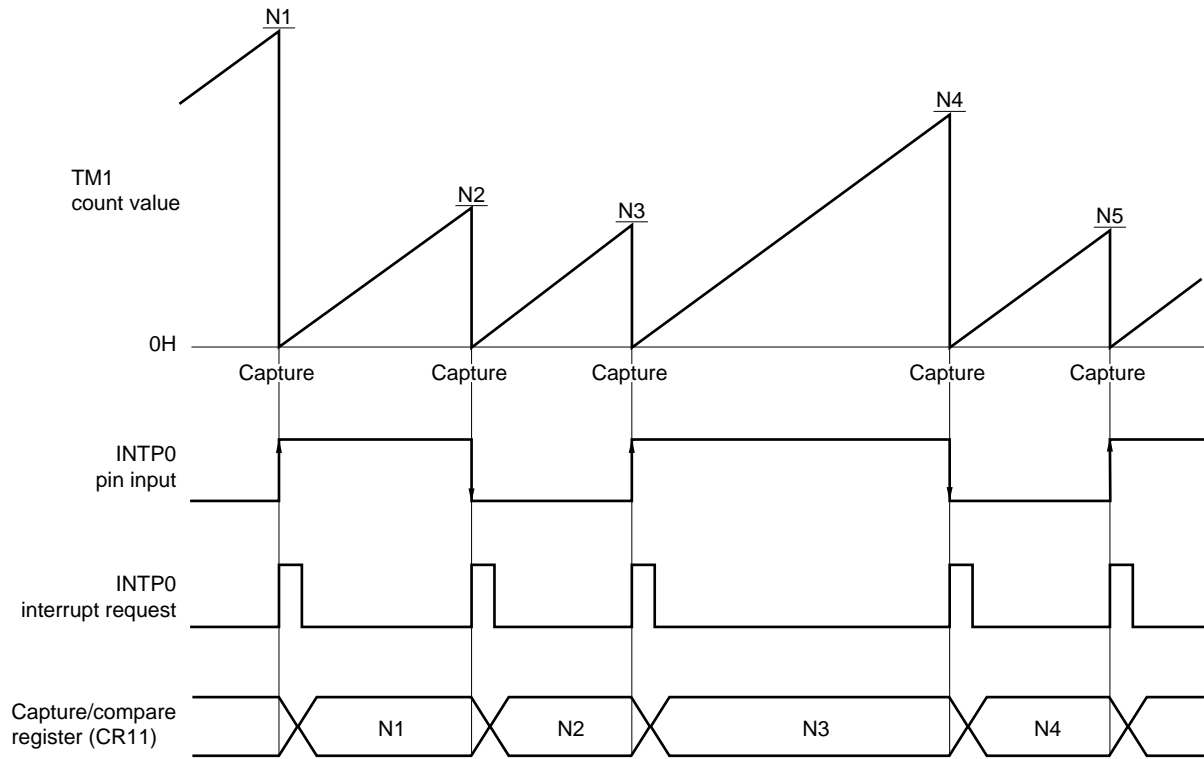 N1
N4
TM1
count value
N2
N3
N5
0H
Capture
Capture
Capture
Capture
Capture
INTP0
pin input
INTP0
interrupt request
Capture/compare
register (CR11)
N1
N2
N3
N4